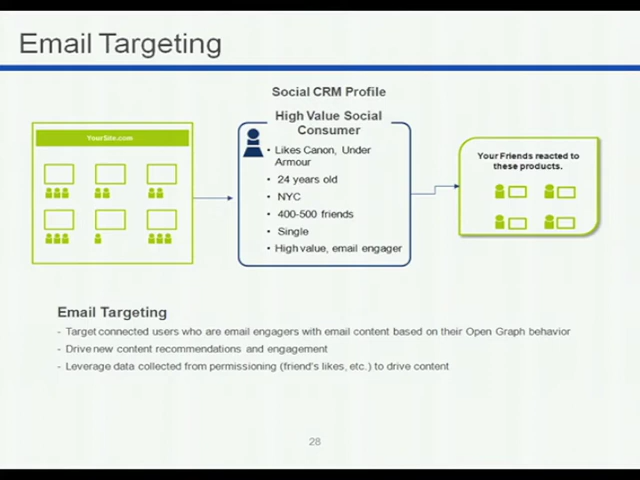 Email Targeting
Social CRM Profile
YourSite.com
High Value Social
Consumer
• Likes Canon, Under
Armour
• 24 years old
• NYC
• 400-500 friends
• Single
• High value, email engager
Your Friends reacted to
these products.
Email Targeting
- Target connected users who are email engagers with email content based on their Open Graph behavior
- Drive new content recommendations and engagement
- Leverage data collected from permissioning (friend's likes, etc.) to drive content
28